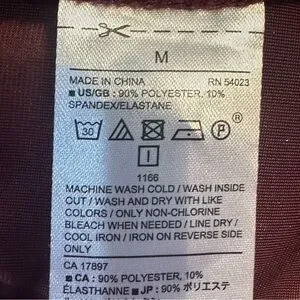 M
MADE IN CHINA RN 54023
■ US/GB : 90% POLYESTER, 10%
SPANDEX/ELASTANE
30 P ®
I
1166
MACHINE WASH COLD / WASH INSIDE
OUT / WASH AND DRY WITH LIKE
COLORS / ONLY NON-CHLORINE
BLEACH WHEN NEEDED / LINE DRY /
COOL IRON / IRON ON REVERSE SIDE
ONLY
CA 17897
■ CA : 90% POLYESTER, 10%
ÉLASTHANNE ■ JP : 90% ポリエステ